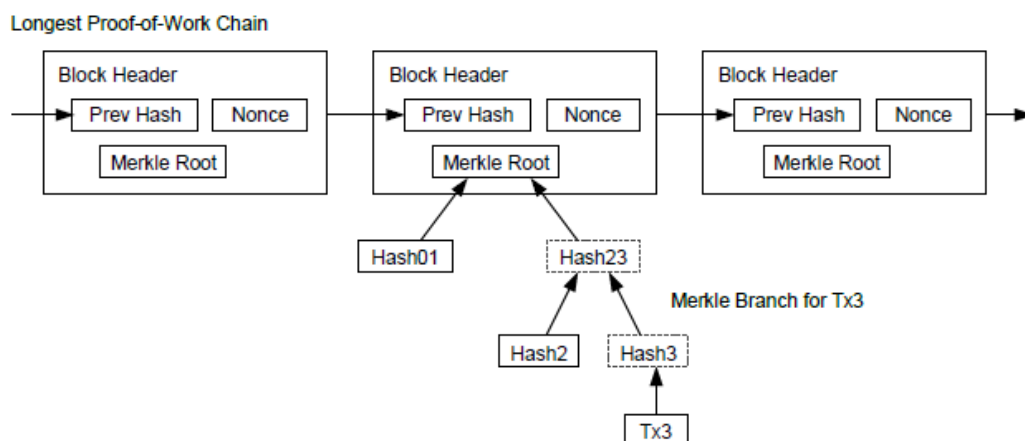 Longest Proof-of-Work Chain
Block Header Block Header Block Header
Prev Hash Nonce Prev Hash Nonce Prev Hash Nonce
Merkle Root Merkle Root Merkle Root
Hash01 Hash23
Merkle Branch for Tx3
Hash2 Hash3
Tx3